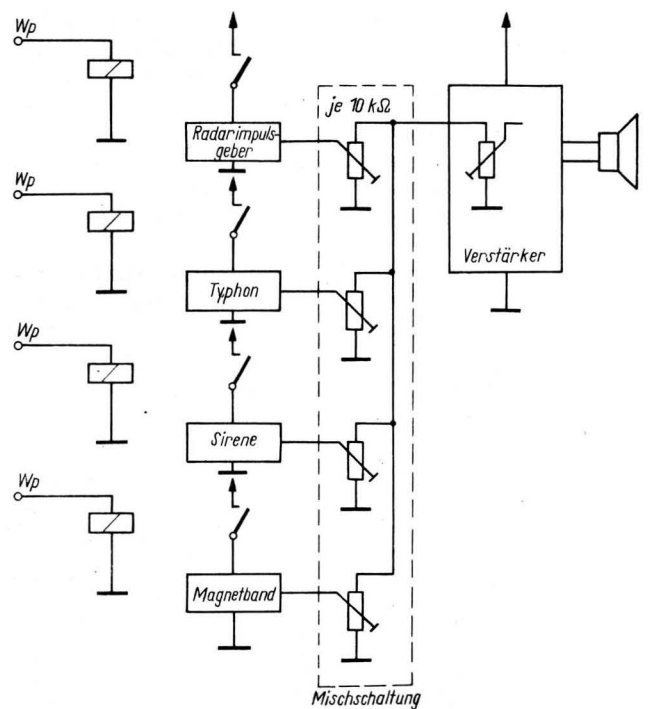 Wp
je 10 kΩ
Radarimpuls-
geber
Verstärker
Wp
Typhon
Wp
Sirene
Wp
Magnetband
Mischschaltung